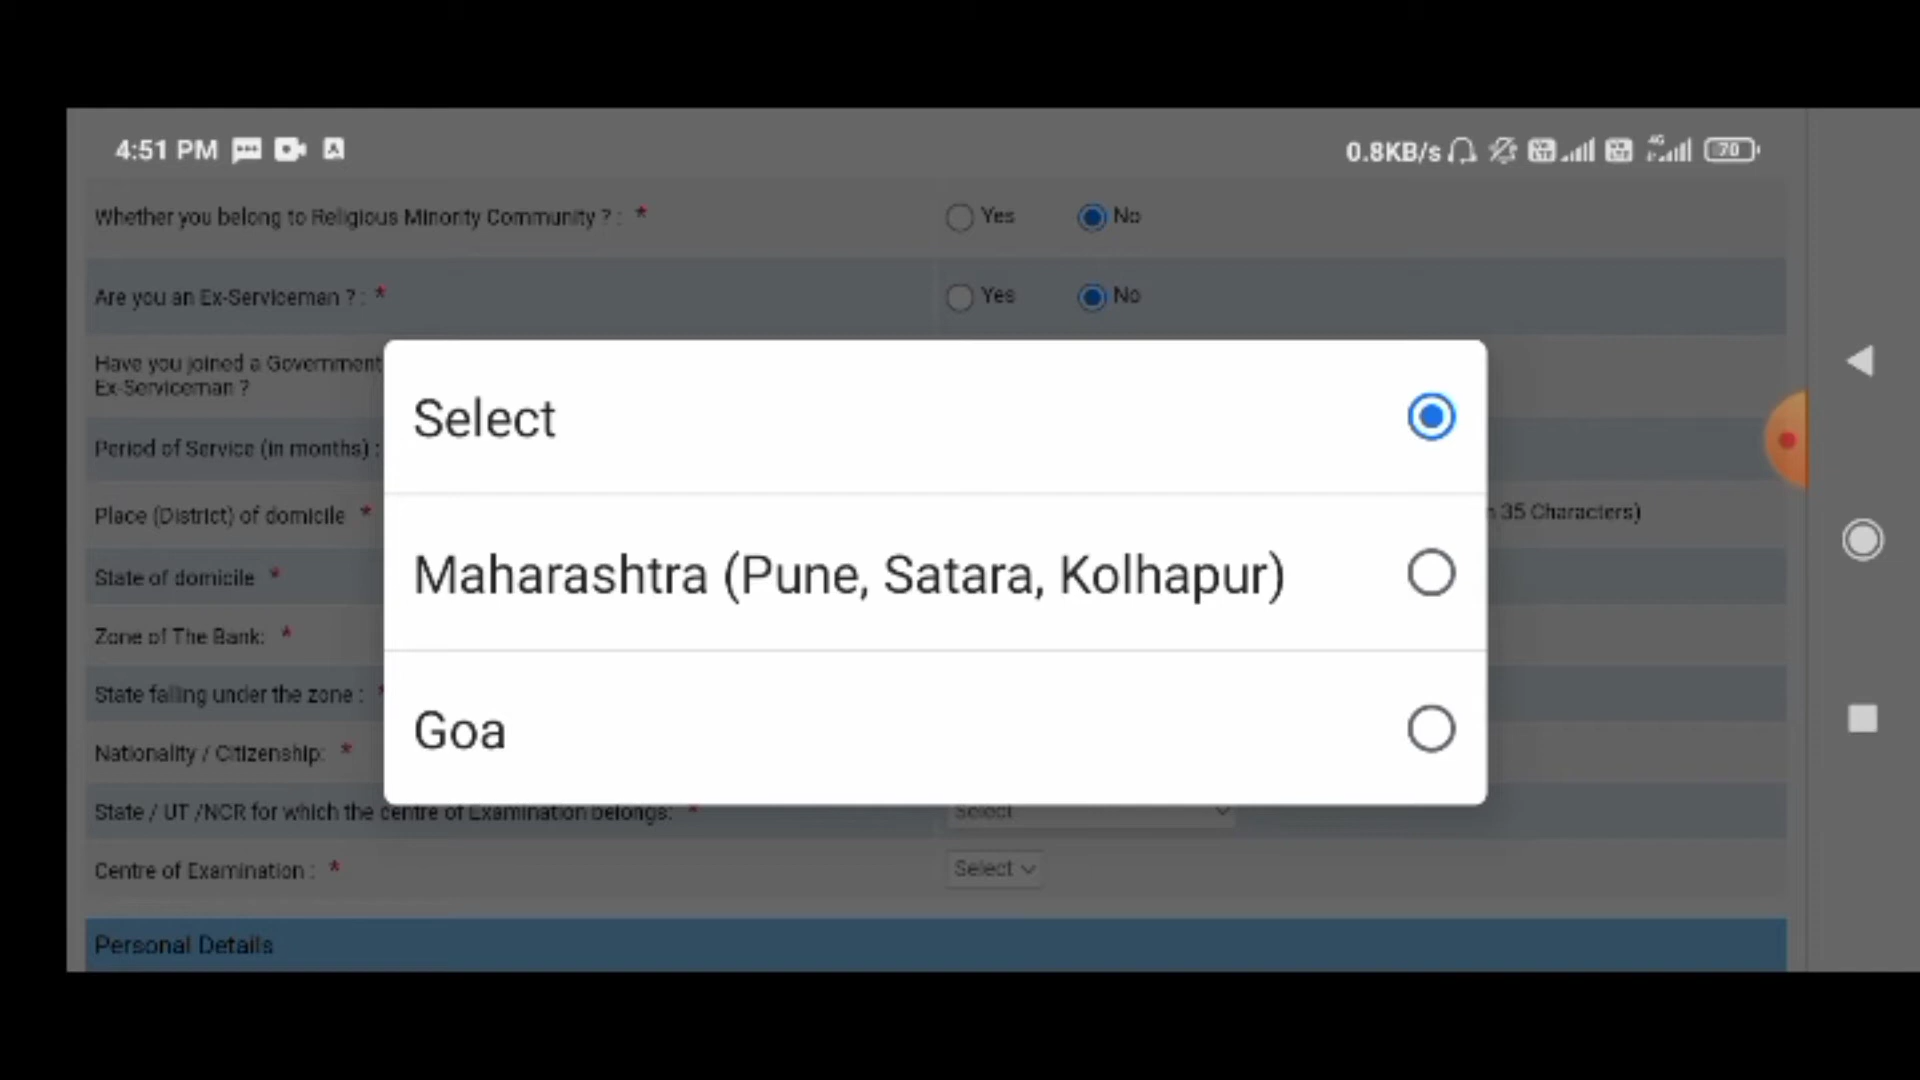 4:51 PM
0.8KB/s
4G
70
Whether you belong to Religious Minority Community ? : *
Yes No
Are you an Ex-Serviceman ? : *
Yes No
Have you joined a Government
Ex-Serviceman ?
Period of Service (in months) :
Place (District) of domicile *
35 Characters)
State of domicile *
Zone of The Bank: *
State falling under the zone : *
Nationality / Citizenship: *
State / UT /NCR for which the centre of Examination belongs: *
Select
Centre of Examination : *
Select
Personal Details
Select
Maharashtra (Pune, Satara, Kolhapur)
Goa